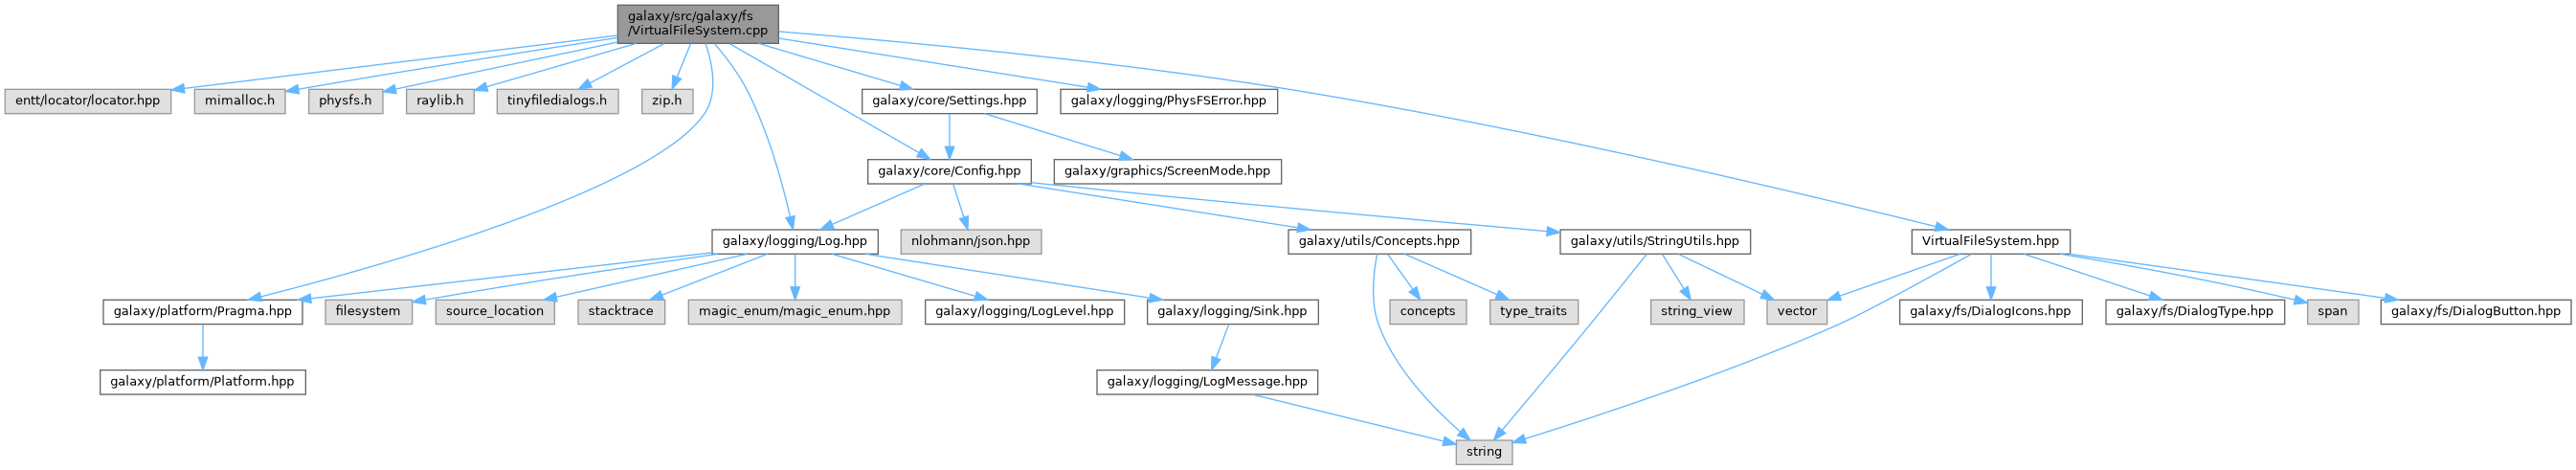 galaxy/src/galaxy/fs
/VirtualFileSystem.cpp
entt/locator/locator.hpp
mimalloc.h
physfs.h
raylib.h
tinyfiledialogs.h
zip.h
galaxy/core/Settings.hpp
galaxy/logging/PhysFSError.hpp
galaxy/core/Config.hpp
galaxy/graphics/ScreenMode.hpp
galaxy/logging/Log.hpp
nlohmann/json.hpp
galaxy/utils/Concepts.hpp
galaxy/utils/StringUtils.hpp
VirtualFileSystem.hpp
galaxy/platform/Pragma.hpp
filesystem
source_location
stacktrace
magic_enum/magic_enum.hpp
galaxy/logging/LogLevel.hpp
galaxy/logging/Sink.hpp
concepts
type_traits
string_view
vector
galaxy/fs/DialogIcons.hpp
galaxy/fs/DialogType.hpp
span
galaxy/fs/DialogButton.hpp
galaxy/platform/Platform.hpp
galaxy/logging/LogMessage.hpp
string